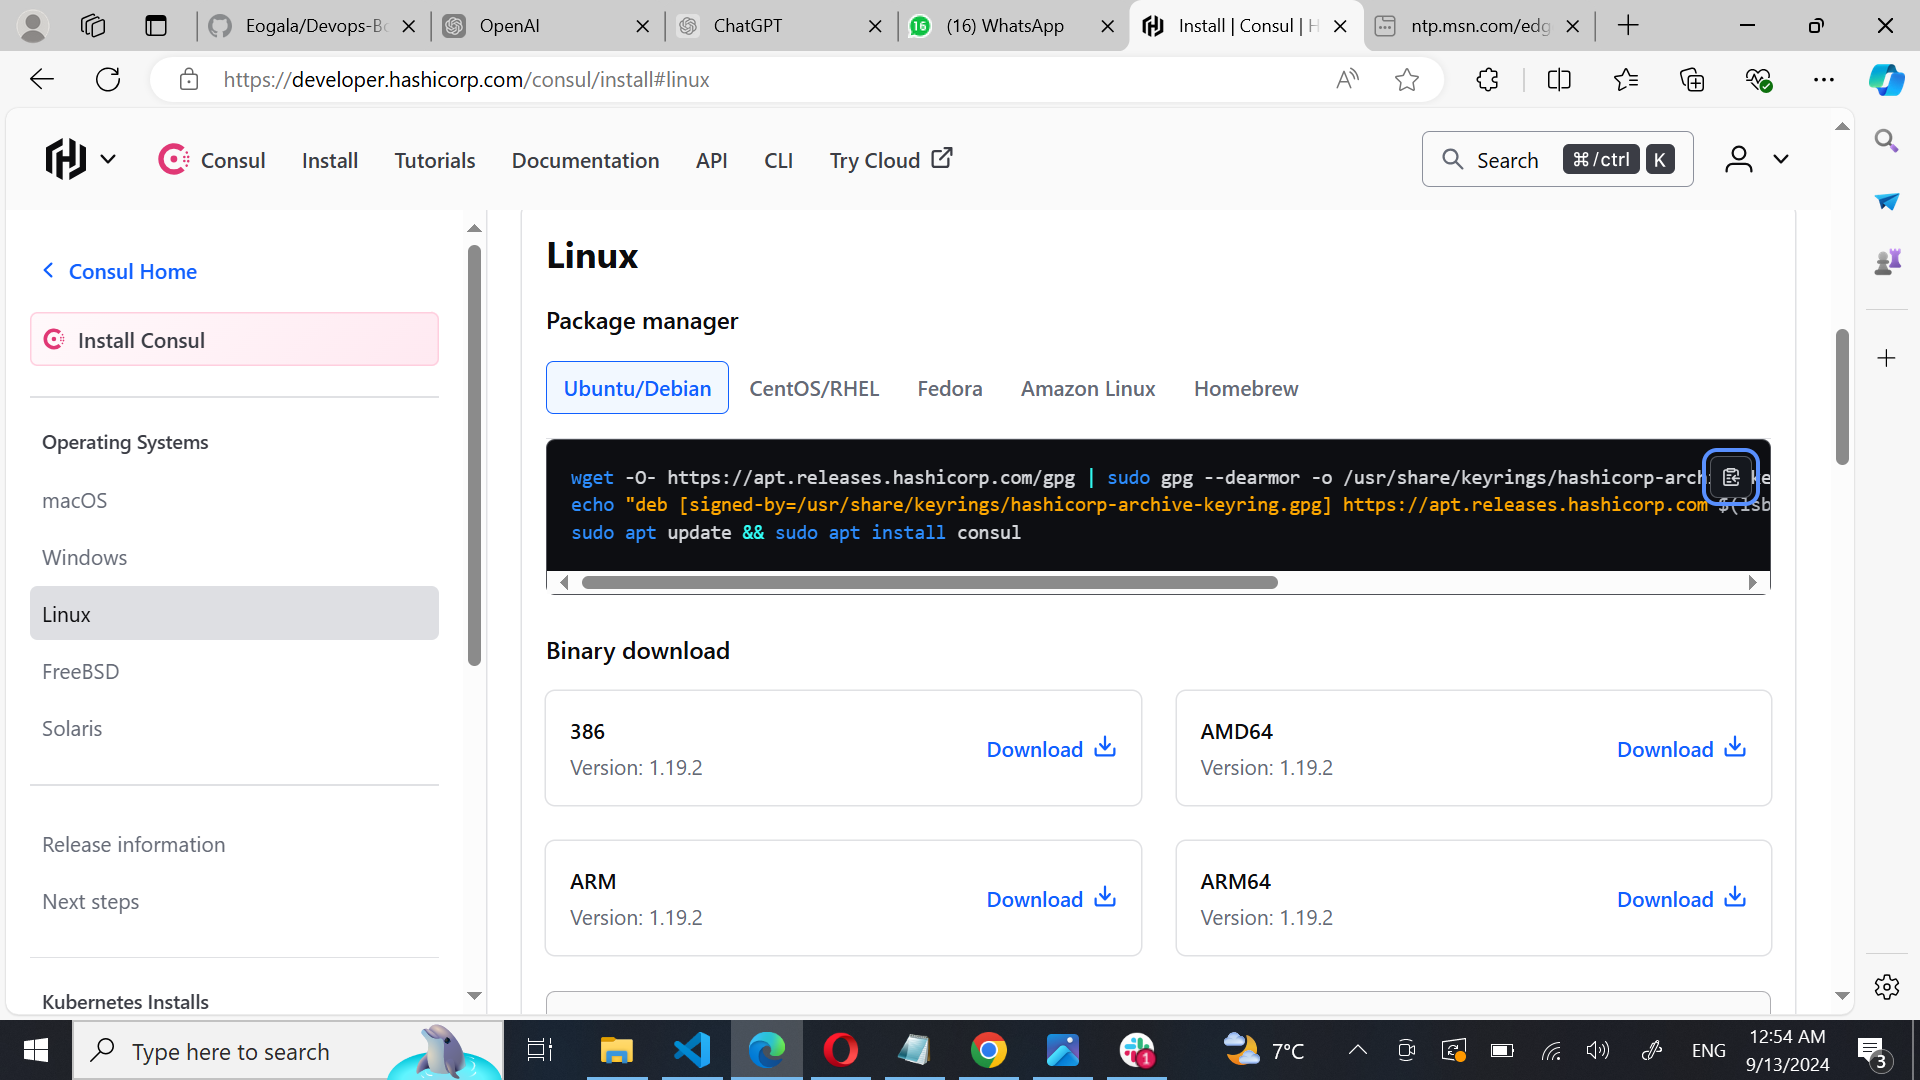 Eogala/Devops-Bo
OpenAI
ChatGPT
16
(16) WhatsApp
Install | Consul | H
ntp.msn.com/edg
https://developer.hashicorp.com/consul/install#linux
Consul
Install
Tutorials
Documentation
API
CLI
Try Cloud
Search
⌘/ctrl
K
Consul Home
Install Consul
Operating Systems
macOS
Windows
Linux
FreeBSD
Solaris
Release information
Next steps
Kubernetes Installs
Linux
Package manager
Ubuntu/Debian
CentOS/RHEL
Fedora
Amazon Linux
Homebrew
wget -O- https://apt.releases.hashicorp.com/gpg | sudo gpg --dearmor -o /usr/share/keyrings/hashicorp-archi ke
echo "deb [signed-by=/usr/share/keyrings/hashicorp-archive-keyring.gpg] https://apt.releases.hashicorp.com $(lsb
sudo apt update && sudo apt install consul
Binary download
386
Version: 1.19.2
Download
AMD64
Version: 1.19.2
Download
ARM
Version: 1.19.2
Download
ARM64
Version: 1.19.2
Download
Type here to search
1
7°C
ENG
12:54 AM
9/13/2024
3